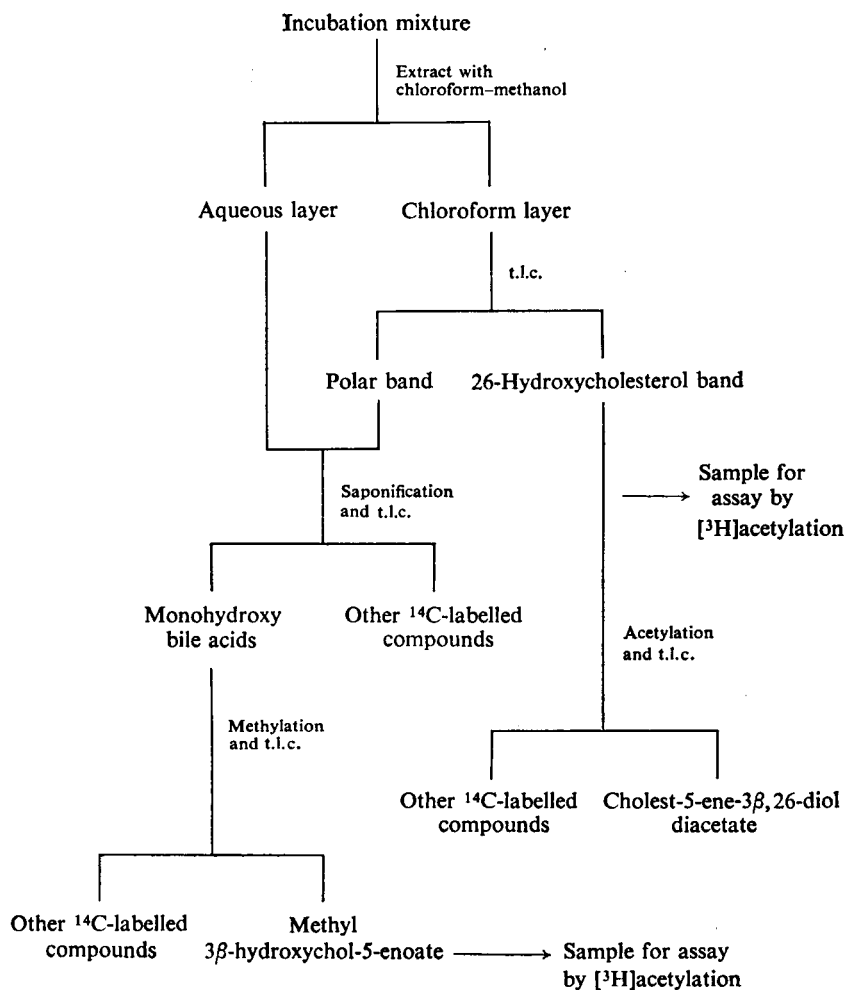 Incubation mixture
Extract with
chloroform–methanol
Aqueous layer
Chloroform layer
t.l.c.
Polar band
26-Hydroxycholesterol band
Saponification
and t.l.c.
Sample for
assay by
[³H]acetylation
Monohydroxy
bile acids
Other ¹⁴C-labelled
compounds
Acetylation
and t.l.c.
Methylation
and t.l.c.
Other ¹⁴C-labelled
compounds
Cholest-5-ene-3β,26-diol
diacetate
Other ¹⁴C-labelled
compounds
Methyl
3β-hydroxychol-5-enoate
Sample for assay
by [³H]acetylation